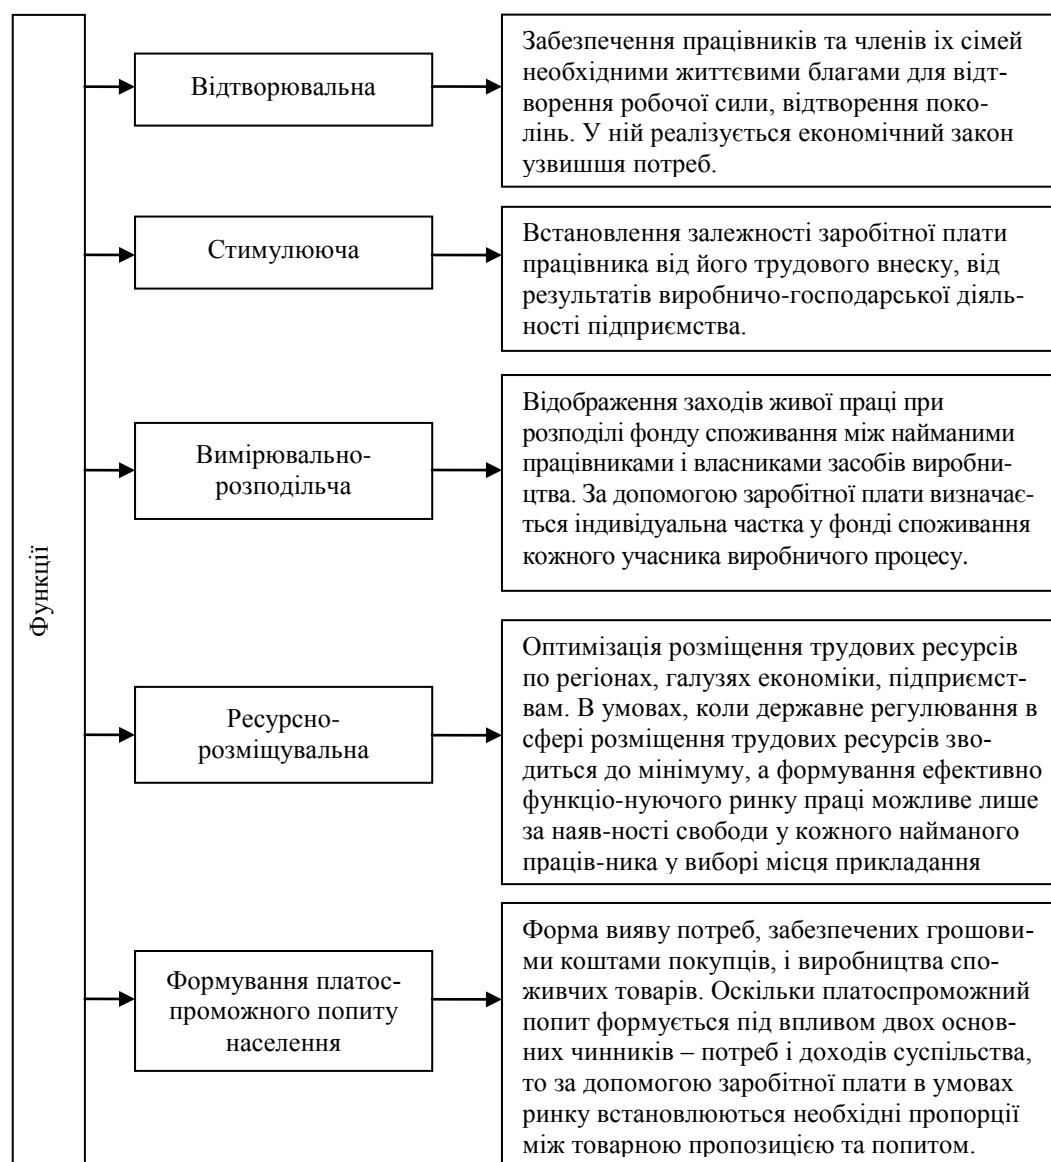 Функції
Відтворювальна
Забезпечення працівників та членів їх сімей
необхідними життєвими благами для відт-
ворення робочої сили, відтворення поко-
лінь. У ній реалізується економічний закон
узвишшя потреб.
Стимулююча
Встановлення залежності заробітної плати
працівника від його трудового внеску, від
результатів виробничо-господарської діяль-
ності підприємства.
Вимірювально-
розподільча
Відображення заходів живої праці при
розподілі фонду споживання між найманими
працівниками і власниками засобів виробни-
цтва. За допомогою заробітної плати визначає-
ться індивідуальна частка у фонді споживання
кожного учасника виробничого процесу.
Ресурсно-
розміщувальна
Оптимізація розміщення трудових ресурсів
по регіонах, галузях економіки, підприємст-
вам. В умовах, коли державне регулювання в
сфері розміщення трудових ресурсів зво-
диться до мінімуму, а формування ефективно
функціо-нуючого ринку праці можливе лише
за наяв-ності свободи у кожного найманого
праців-ника у виборі місця прикладання
Формування платос-
проможного попиту
населення
Форма вияву потреб, забезпечених грошови-
ми коштами покупців, і виробництва спо-
живчих товарів. Оскільки платоспроможний
попит формується під впливом двох основ-
них чинників – потреб і доходів суспільства,
то за допомогою заробітної плати в умовах
ринку встановлюються необхідні пропорції
між товарною пропозицією та попитом.